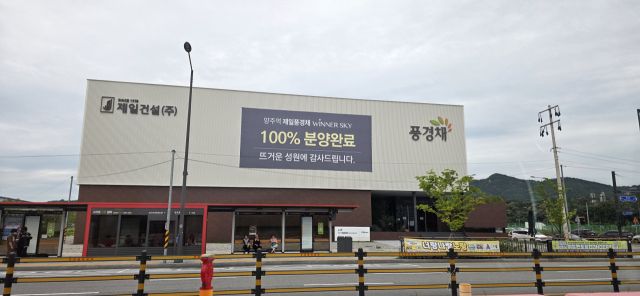 제일건설(주)
양주역 제일풍경채 WINNER SKY
100% 분양완료
뜨거운 성원에 감사드립니다.
풍경채